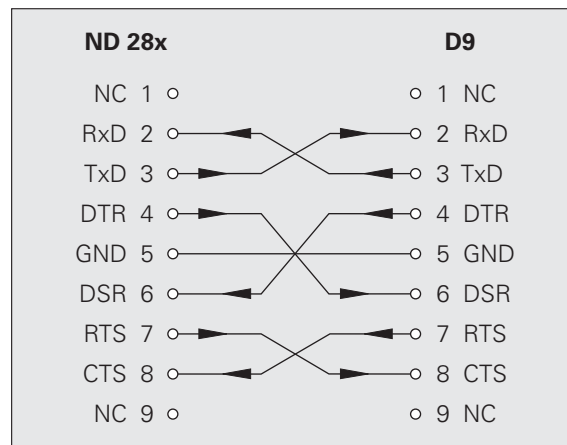 ND 28x D9
NC 1 1 NC
RxD 2 2 RxD
TxD 3 3 TxD
DTR 4 4 DTR
GND 5 5 GND
DSR 6 6 DSR
RTS 7 7 RTS
CTS 8 8 CTS
NC 9 9 NC